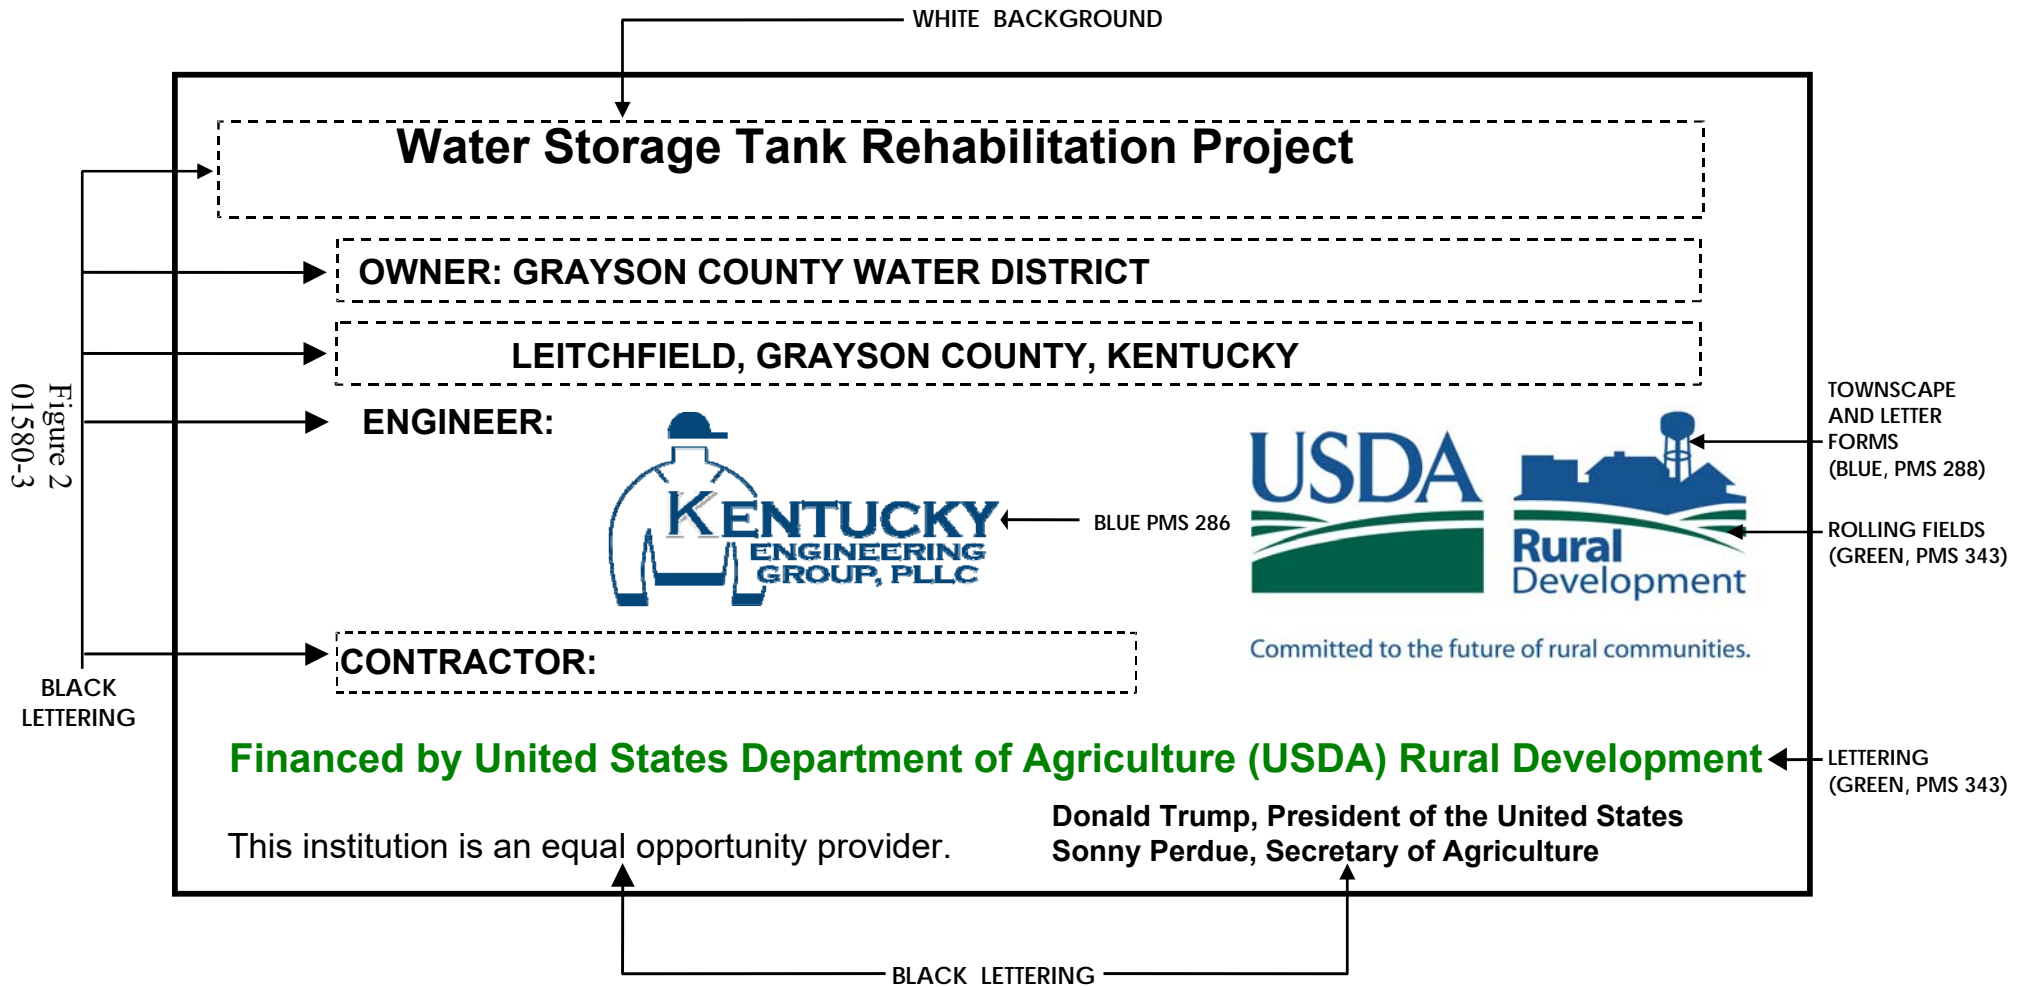 WHITE BACKGROUND
Water Storage Tank Rehabilitation Project
OWNER: GRAYSON COUNTY WATER DISTRICT
LEITCHFIELD, GRAYSON COUNTY, KENTUCKY
ENGINEER:
KENTUCKY
ENGINEERING
GROUP, PLLC
BLUE PMS 286
USDA
Rural
Development
Committed to the future of rural communities.
TOWNSCAPE
AND LETTER
FORMS
(BLUE, PMS 288)
ROLLING FIELDS
(GREEN, PMS 343)
Figure 2
01580-3
CONTRACTOR:
BLACK
LETTERING
Financed by United States Department of Agriculture (USDA) Rural Development
LETTERING
(GREEN, PMS 343)
This institution is an equal opportunity provider.
Donald Trump, President of the United States
Sonny Perdue, Secretary of Agriculture
BLACK LETTERING